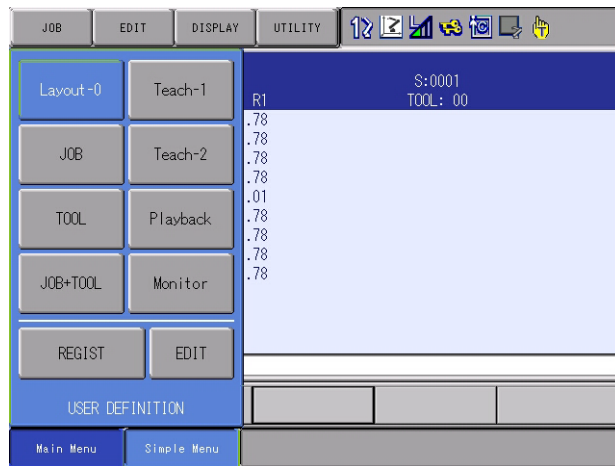 JOB EDIT DISPLAY UTILITY
Layout-0 Teach-1
JOB Teach-2
TOOL Playback
JOB+TOOL Monitor
REGIST EDIT
USER DEFINITION
Main Menu Simple Menu
S:0001
R1 TOOL: 00
.78
.78
.78
.78
.01
.78
.78
.78
.78